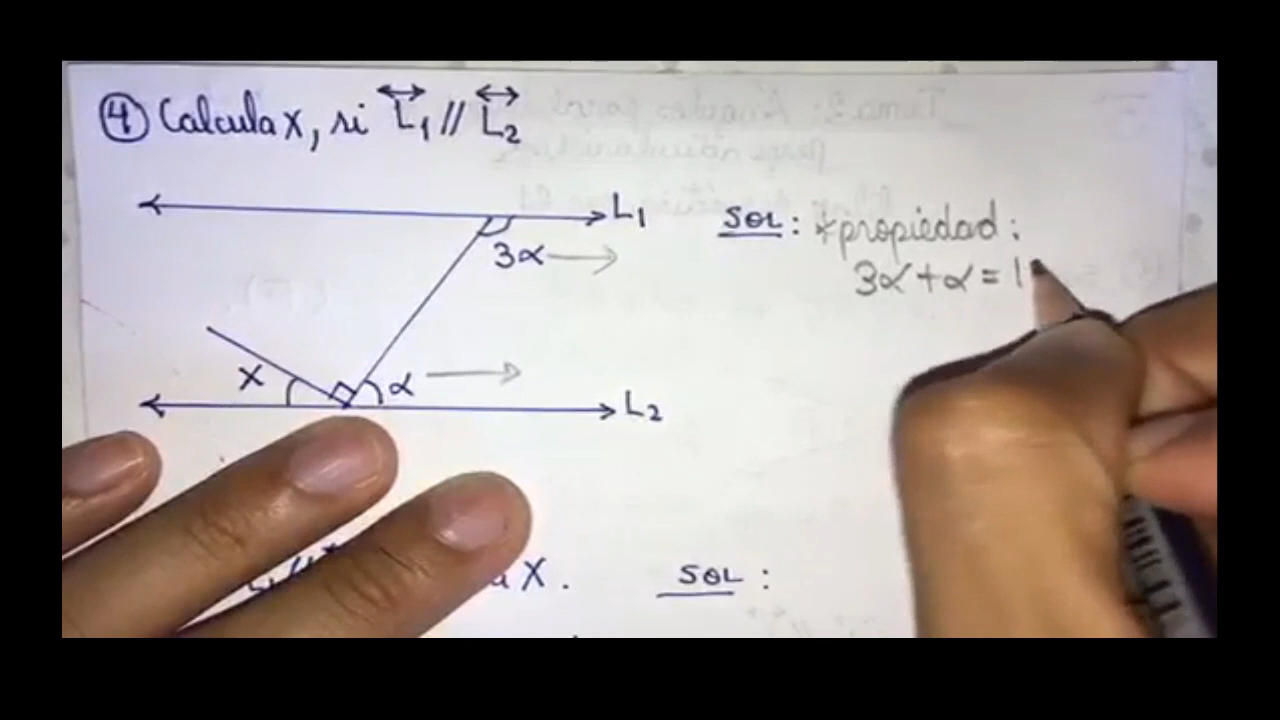 ④ Calcula x, si L₁ // L₂
L₁
SOL: *propiedad:
3α
3α + α = 1
x
α
L₂
X.
SOL: